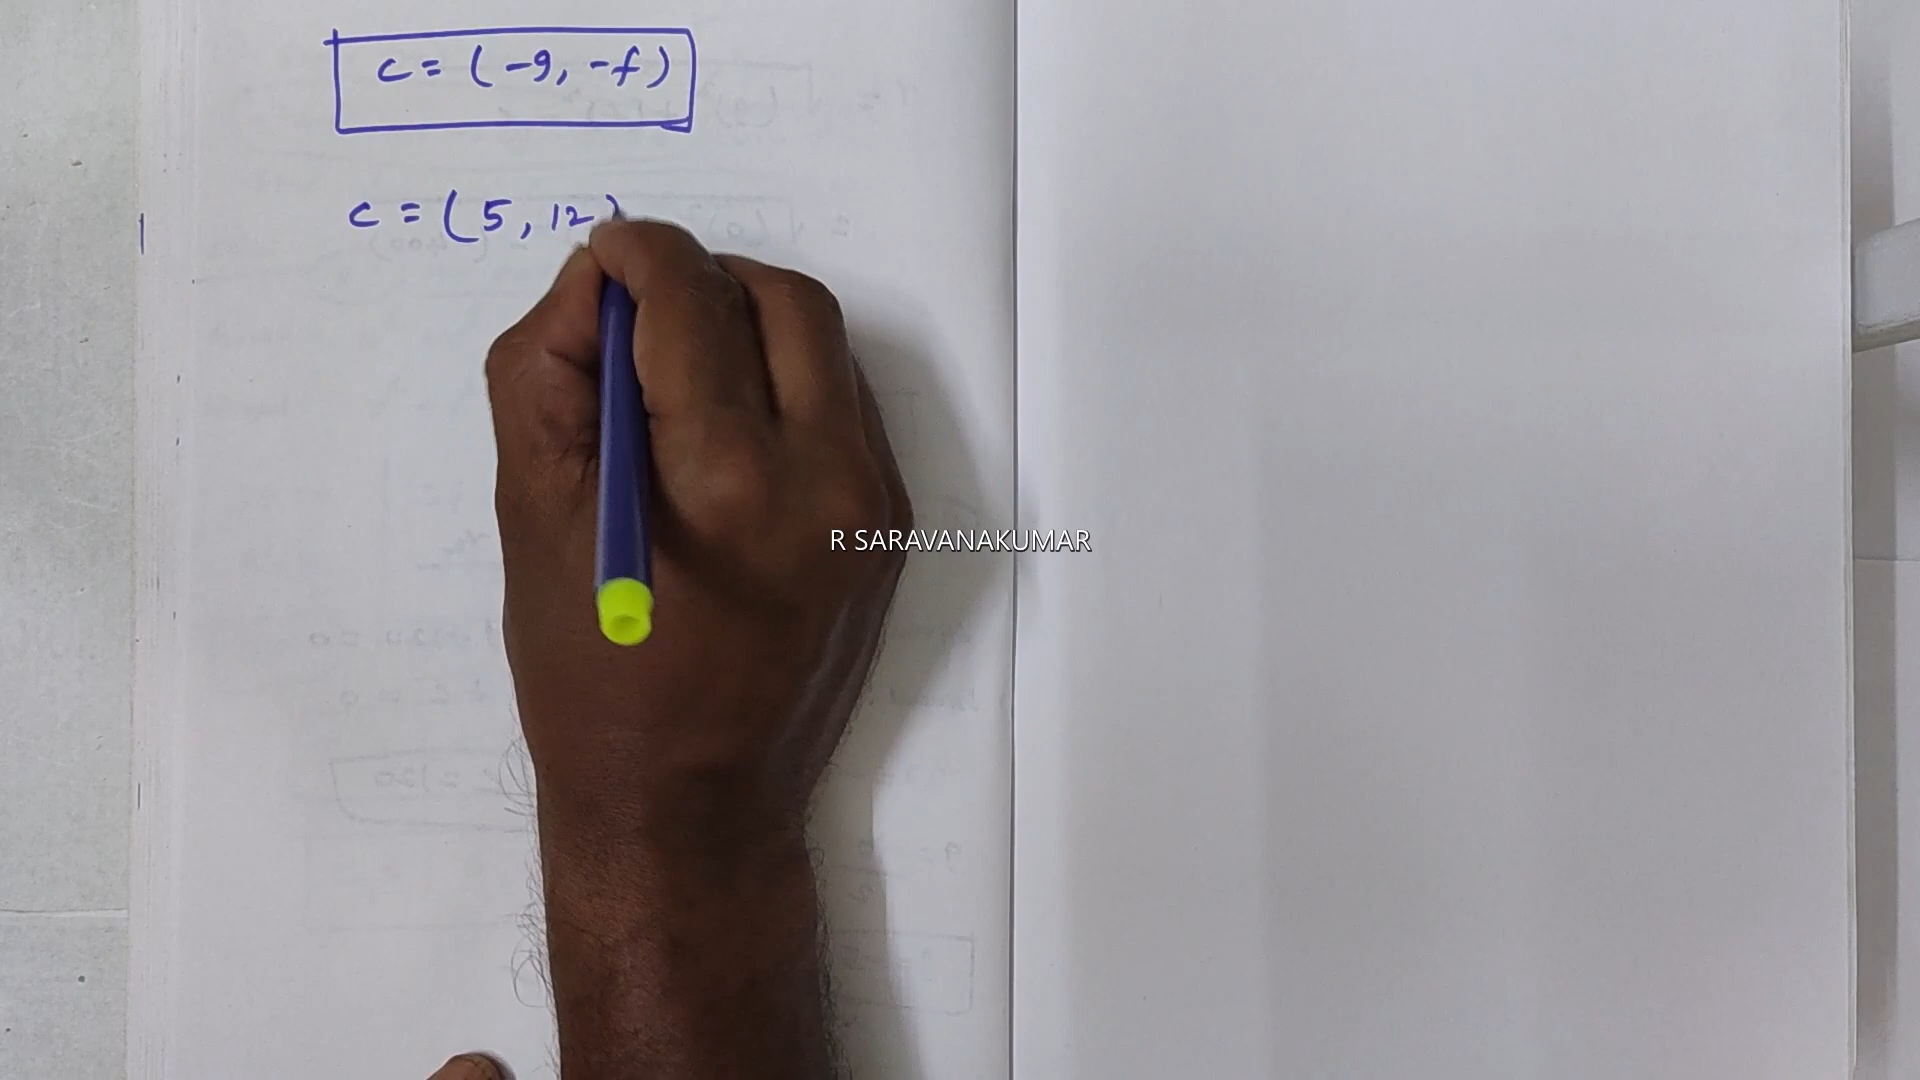 c = (-g, -f)
c = (5, 12)
R SARAVANAKUMAR